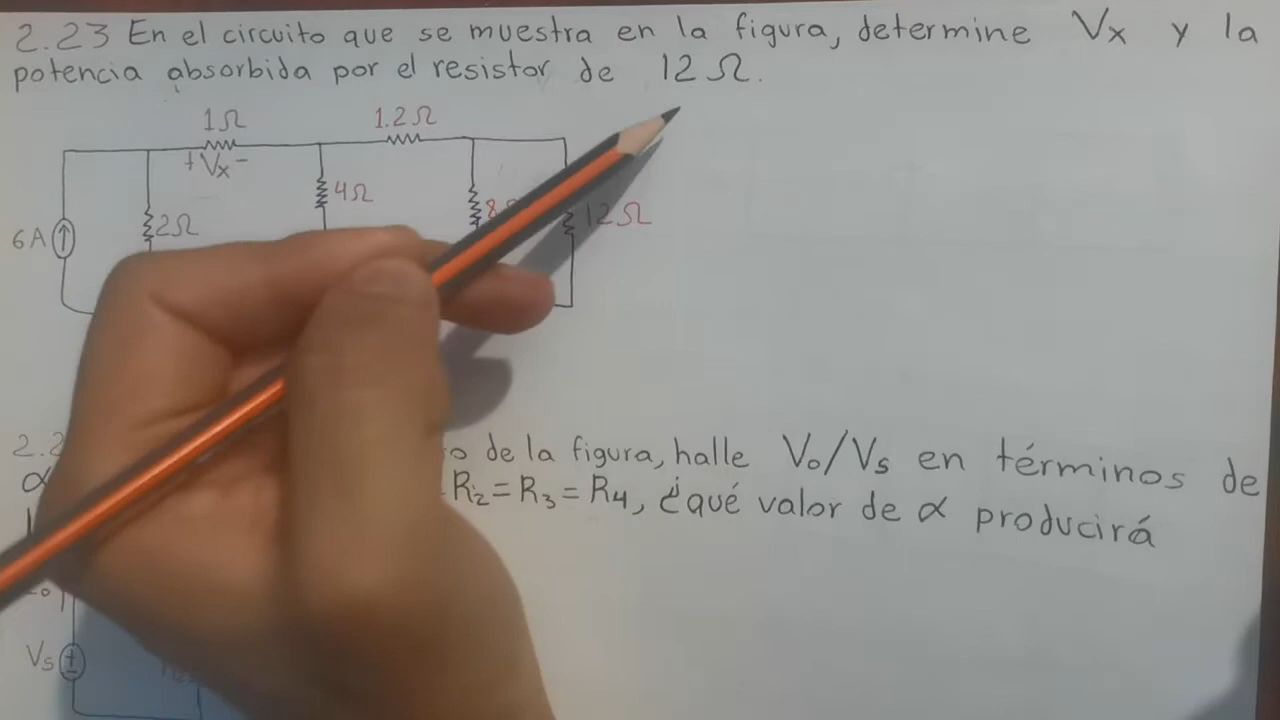 2.23 En el circuito que se muestra en la figura, determine Vx y la
potencia absorbida por el resistor de 12Ω.
1Ω
1.2Ω
+Vx-
4Ω
8
12Ω
2Ω
6A
de la figura, halle Vo/Vs en términos de
α R2=R3=R4, ¿qué valor de α producirá
Vs